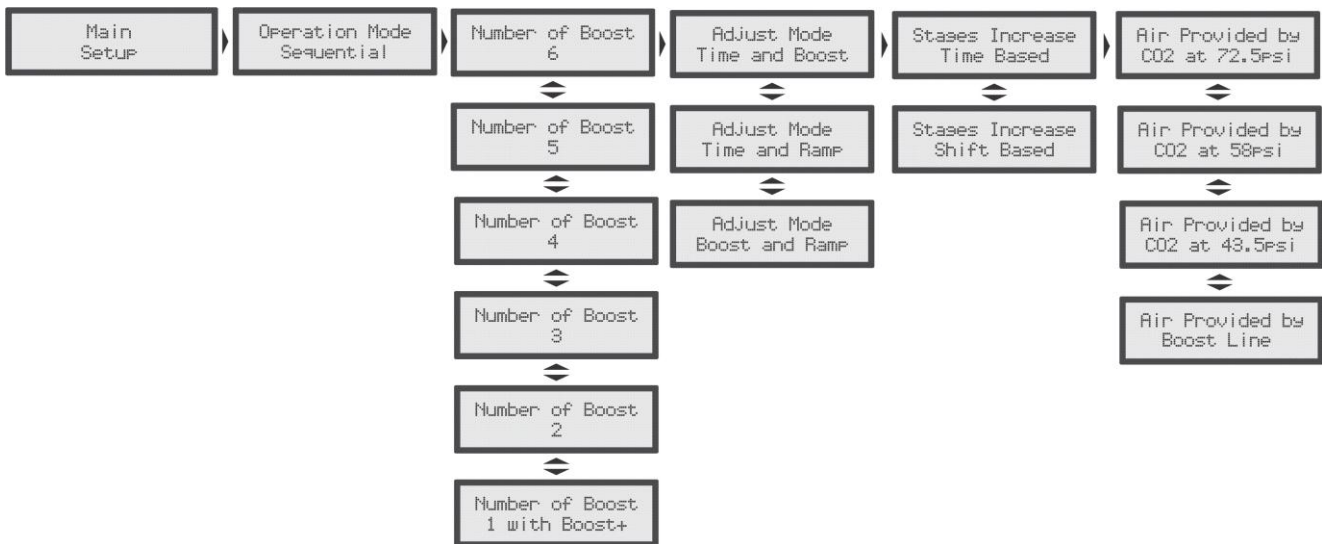 Main
Setup
Operation Mode
Sequential
Number of Boost
6
Number of Boost
5
Number of Boost
4
Number of Boost
3
Number of Boost
2
Number of Boost
1 with Boost+
Adjust Mode
Time and Boost
Adjust Mode
Time and Ramp
Adjust Mode
Boost and Ramp
Stages Increase
Time Based
Stages Increase
Shift Based
Air Provided by
CO2 at 72.5psi
Air Provided by
CO2 at 58psi
Air Provided by
CO2 at 43.5psi
Air Provided by
Boost Line